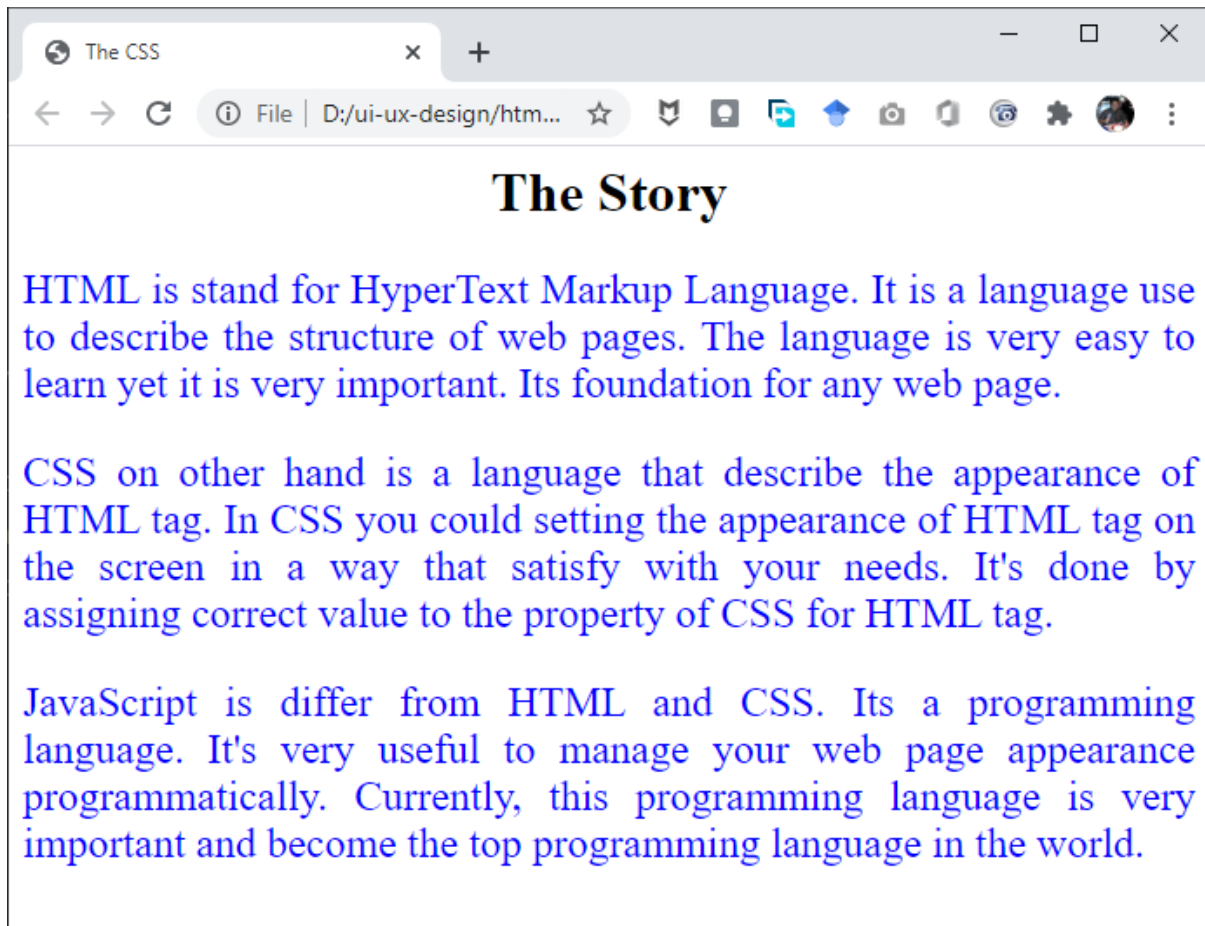 The CSS
File
D:/ui-ux-design/htm...
The Story
HTML is stand for HyperText Markup Language. It is a language use
to describe the structure of web pages. The language is very easy to
learn yet it is very important. Its foundation for any web page.
CSS on other hand is a language that describe the appearance of
HTML tag. In CSS you could setting the appearance of HTML tag on
the screen in a way that satisfy with your needs. It's done by
assigning correct value to the property of CSS for HTML tag.
JavaScript is differ from HTML and CSS. Its a programming
language. It's very useful to manage your web page appearance
programmatically. Currently, this programming language is very
important and become the top programming language in the world.